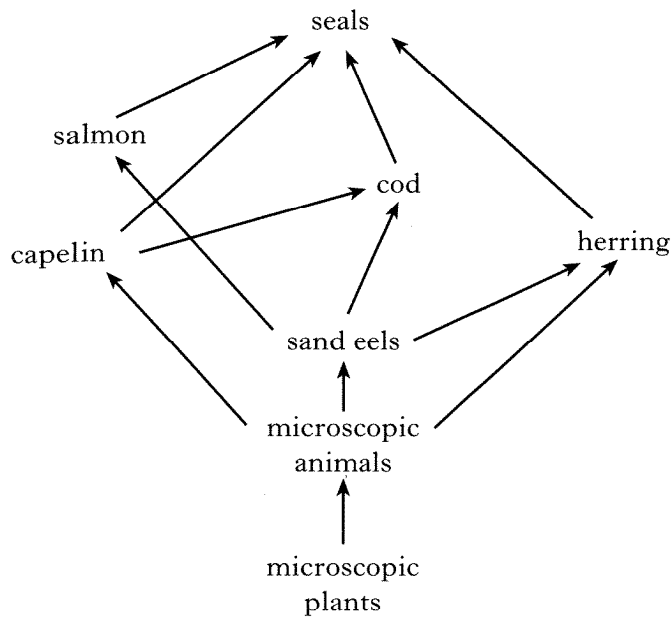 seals
salmon
cod
capelin
herring
sand eels
microscopic
animals
microscopic
plants